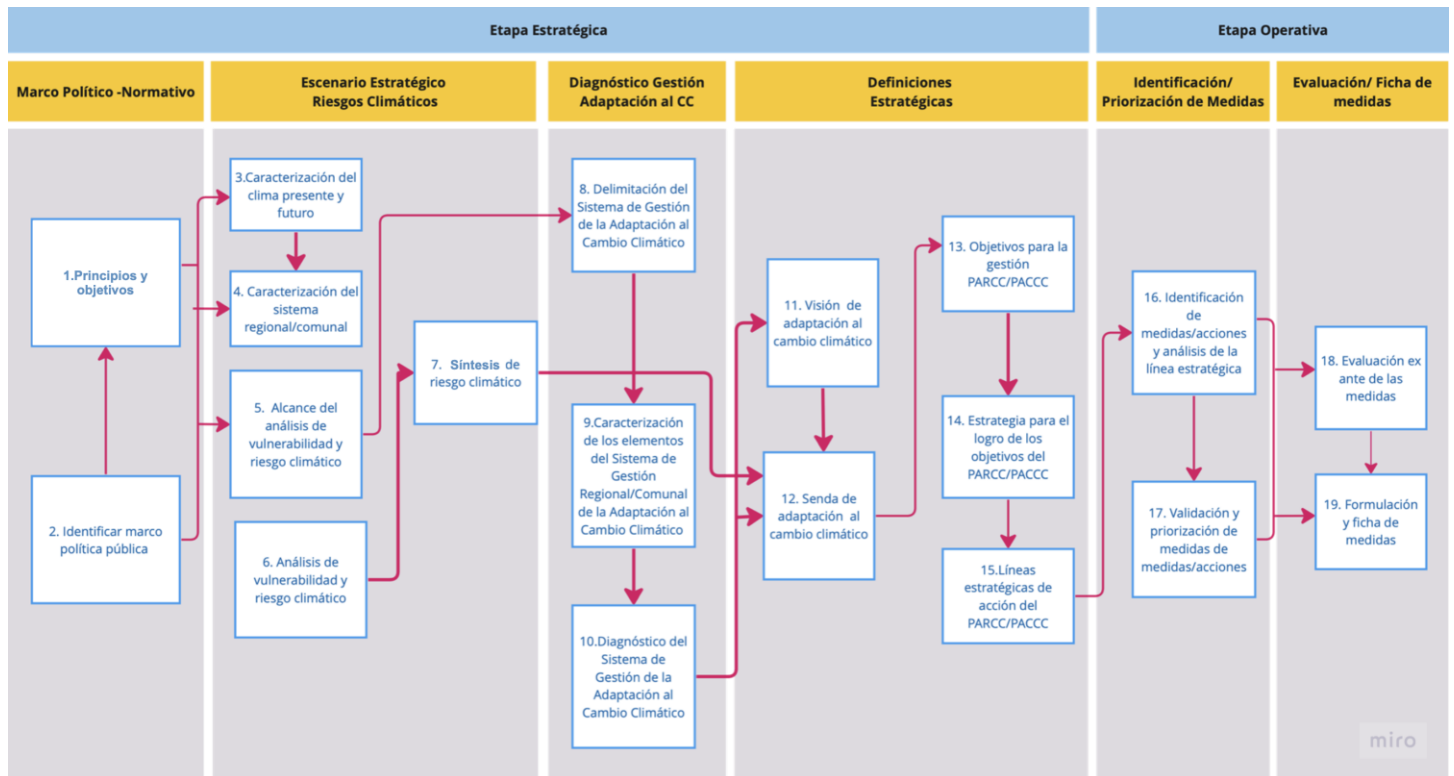 Etapa Estratégica
Etapa Operativa
Marco Político -Normativo
Escenario Estratégico
Riesgos Climáticos
Diagnóstico Gestión
Adaptación al CC
Definiciones
Estratégicas
Identificación/
Priorización de Medidas
Evaluación/ Ficha de
medidas
1.Principios y
objetivos
2. Identificar marco
política pública
3.Caracterización del
clima presente y
futuro
4. Caracterización del
sistema
regional/comunal
5. Alcance del
análisis de
vulnerabilidad y
riesgo climático
6. Análisis de
vulnerabilidad y
riesgo climático
7. Síntesis de
riesgo climático
8. Delimitación del
Sistema de Gestión
de la Adaptación al
Cambio Climático
9.Caracterización
de los elementos
del Sistema de
Gestión
Regional/Comunal
de la Adaptación al
Cambio Climático
10.Diagnóstico del
Sistema de
Gestión de la
Adaptación al
Cambio Climático
11. Visión de
adaptación al
cambio climático
12. Senda de
adaptación al
cambio climático
13. Objetivos para la
gestión
PARCC/PACCC
14. Estrategia para el
logro de los
objetivos del
PARCC/PACCC
15.Líneas
estratégicas de
acción del
PARCC/PACCC
16. Identificación
de
medidas/acciones
y análisis de la
línea estratégica
17. Validación y
priorización de
medidas de
medidas/acciones
18. Evaluación ex
ante de las
medidas
19. Formulación
y ficha de
medidas
miro